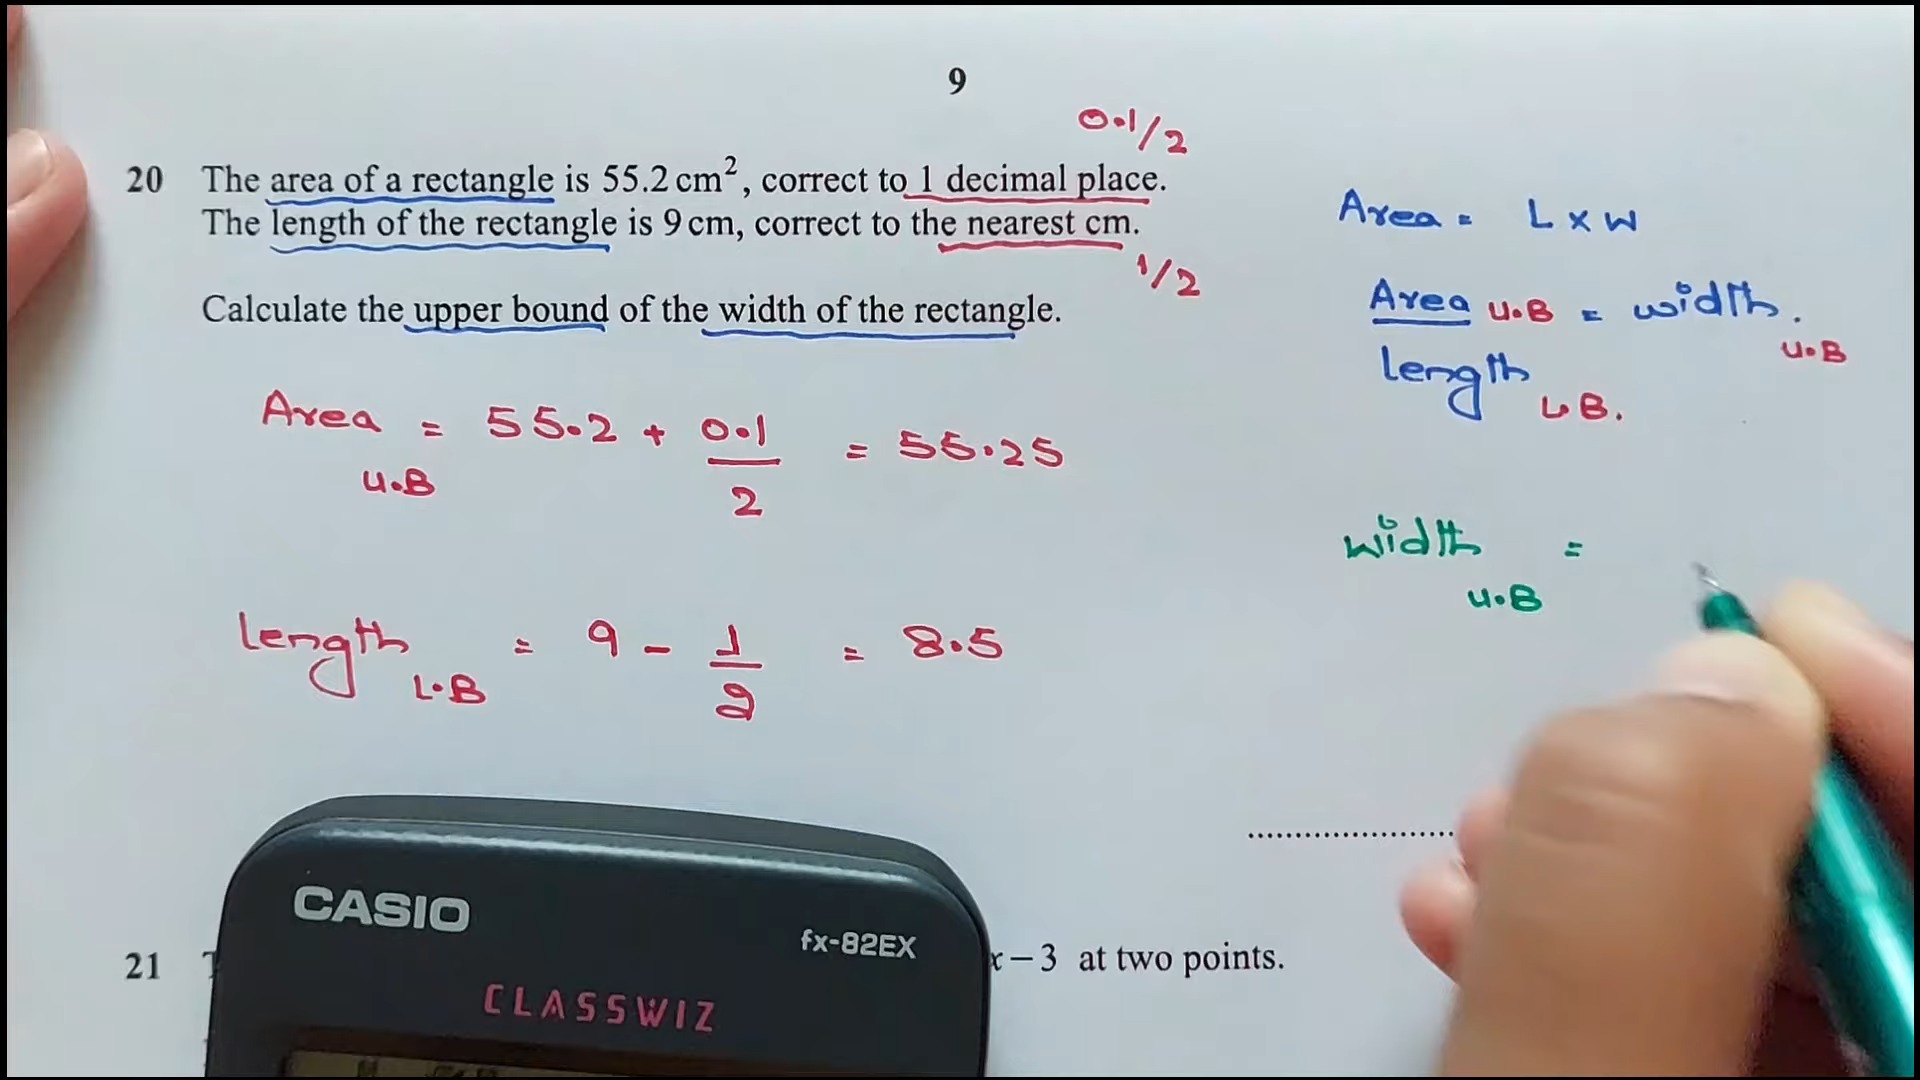 9
0.1/2
20 The area of a rectangle is 55.2 cm², correct to 1 decimal place.
The length of the rectangle is 9 cm, correct to the nearest cm.
1/2
Calculate the upper bound of the width of the rectangle.
Area = L x W
Area U.B = width.
U.B
length
LB.
Area = 55.2 + 0.1/2 = 55.25
U.B
width =
U.B
length = 9 - 1/2 = 8.5
L.B
....................
CASIO
fx-82EX
CLASSWIZ
21 x − 3 at two points.